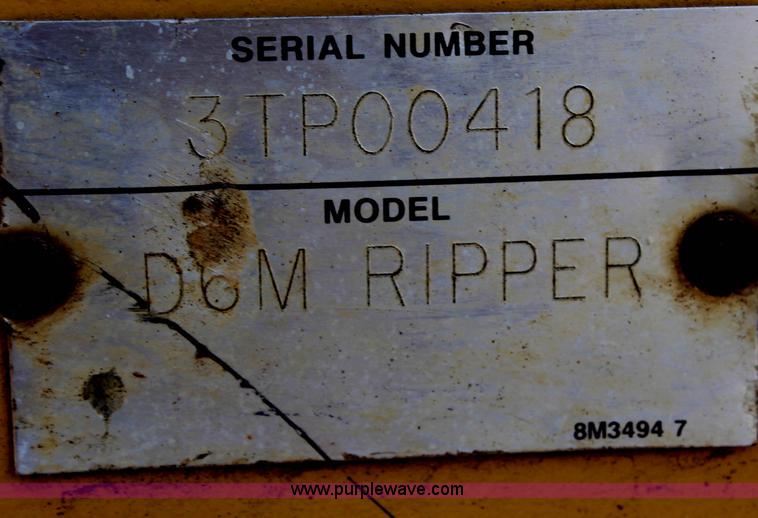 SERIAL NUMBER
3TP00418
MODEL
D6M RIPPER
8M3494 7
www.purplewave.com